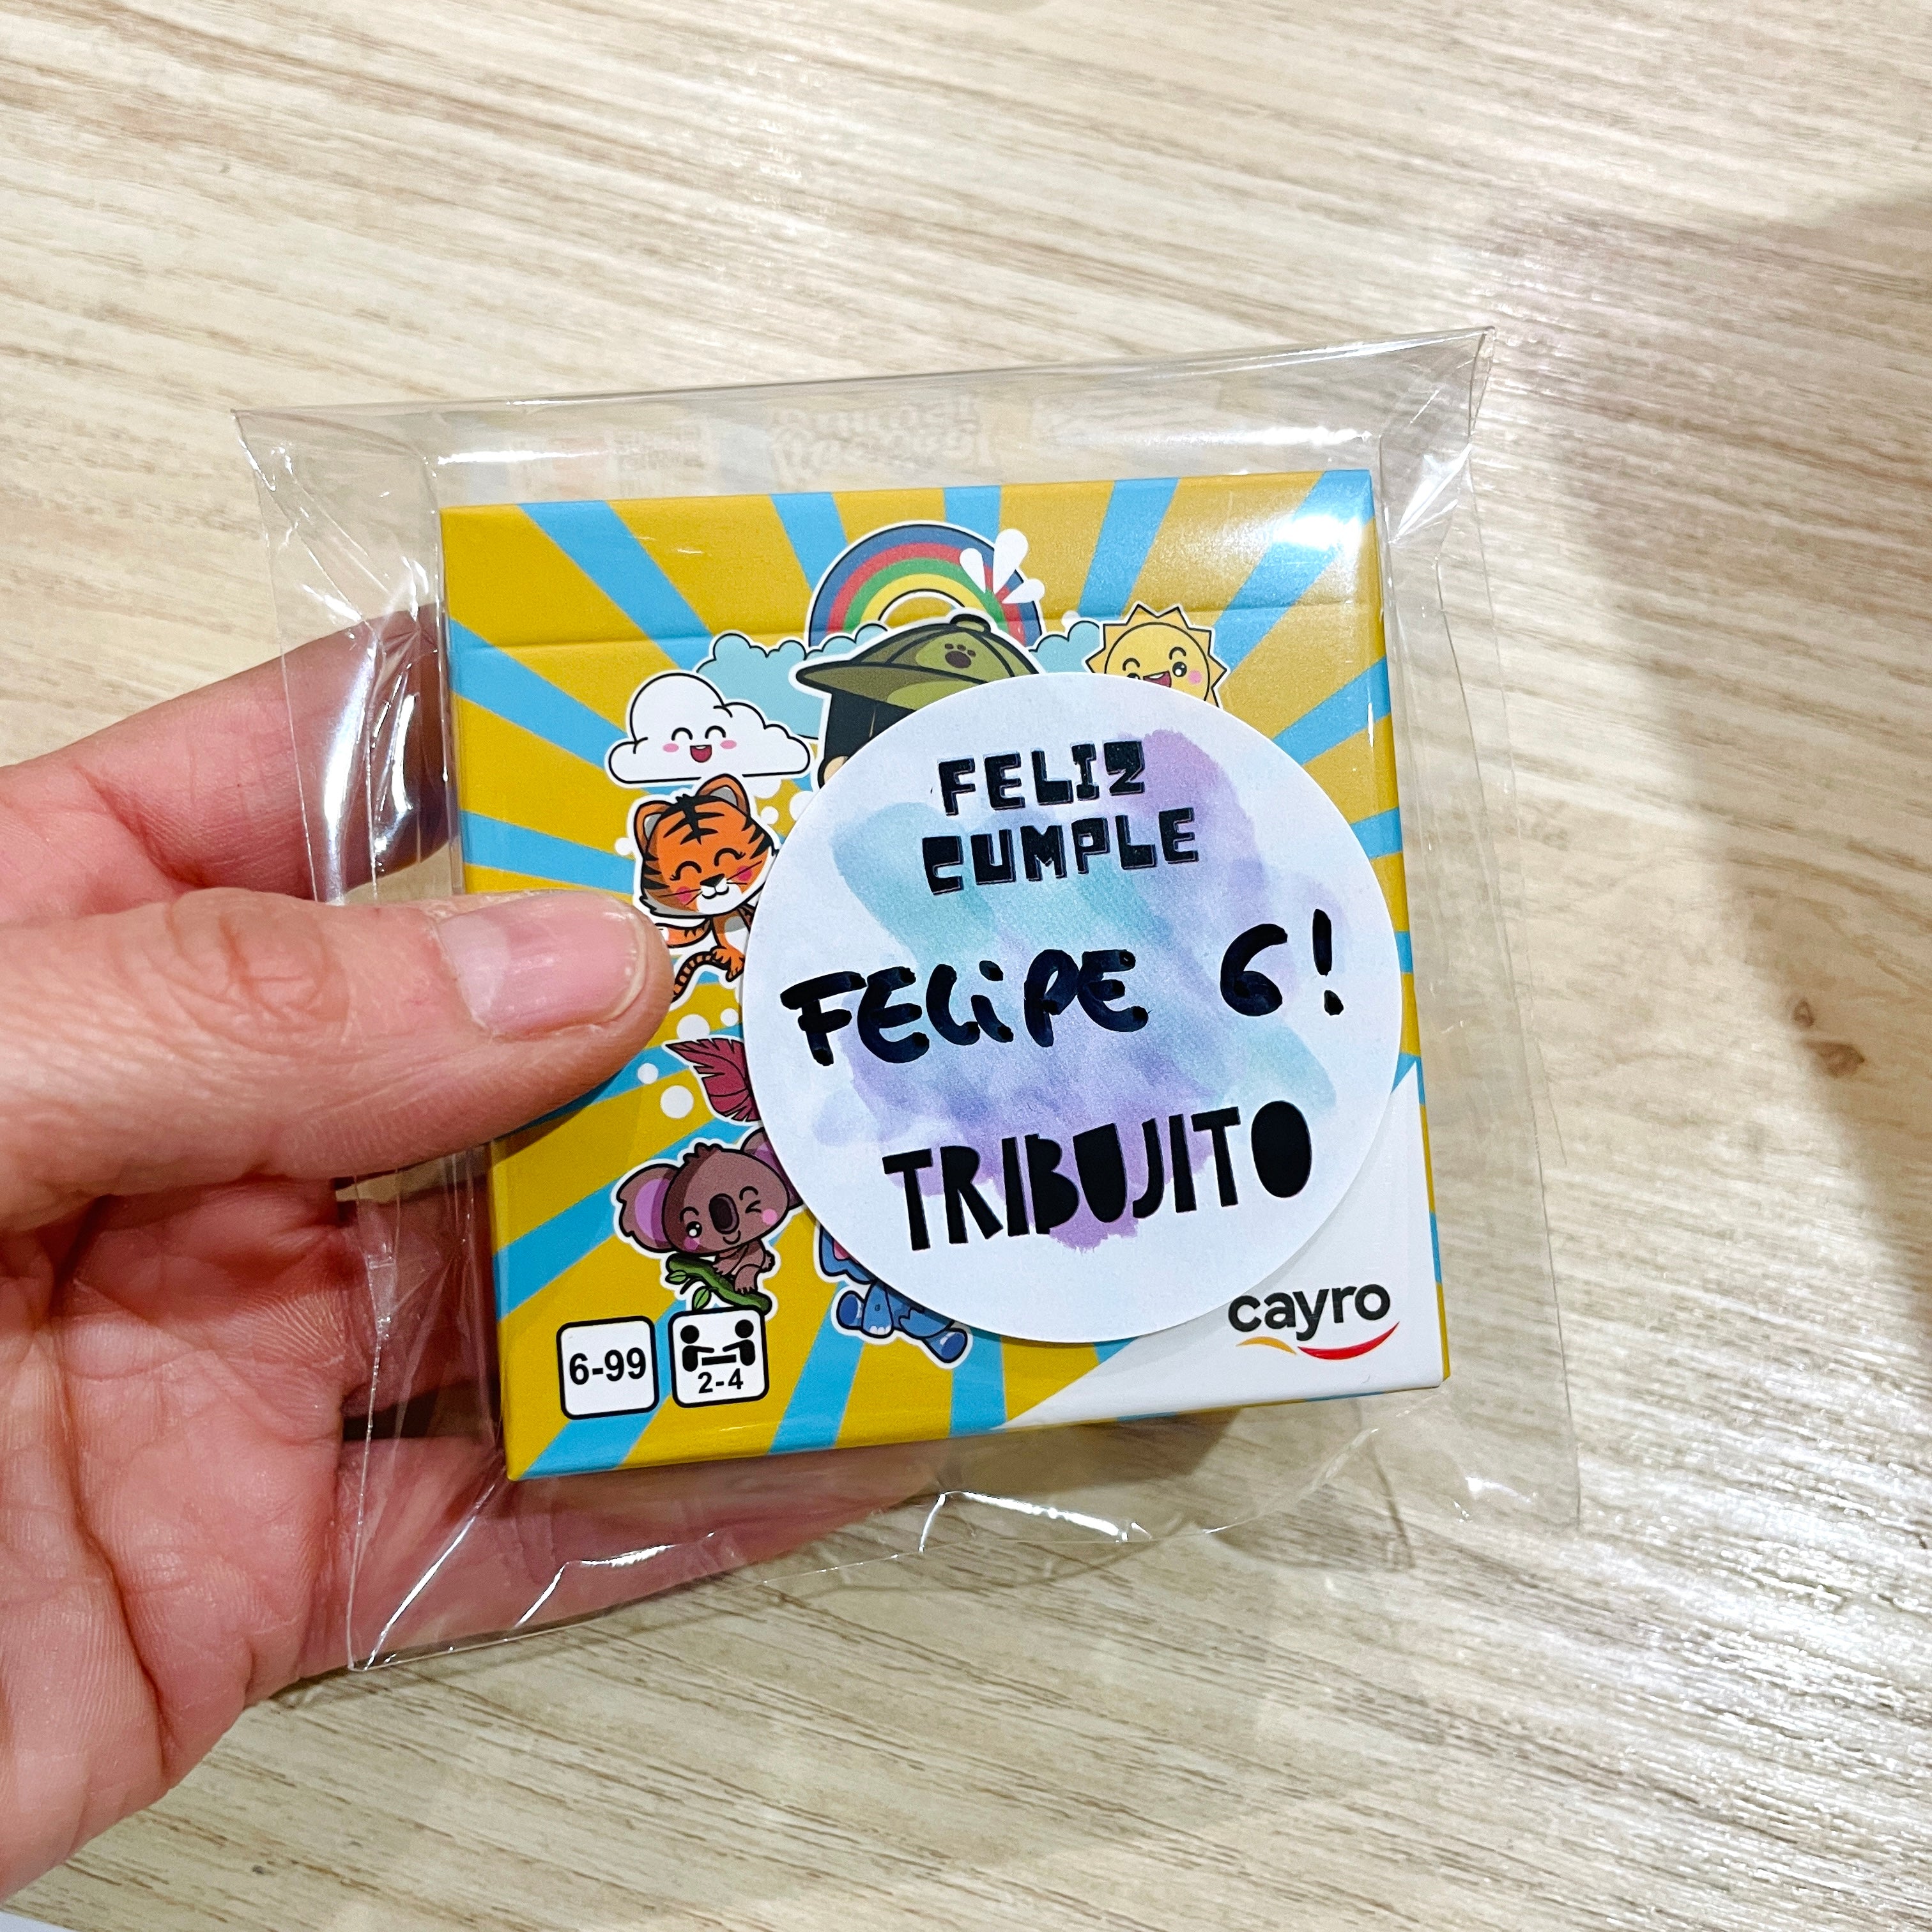 FELIZ
CUMPLE
FELiPE 6!
TRIBUJITO
cayro
6-99
2-4